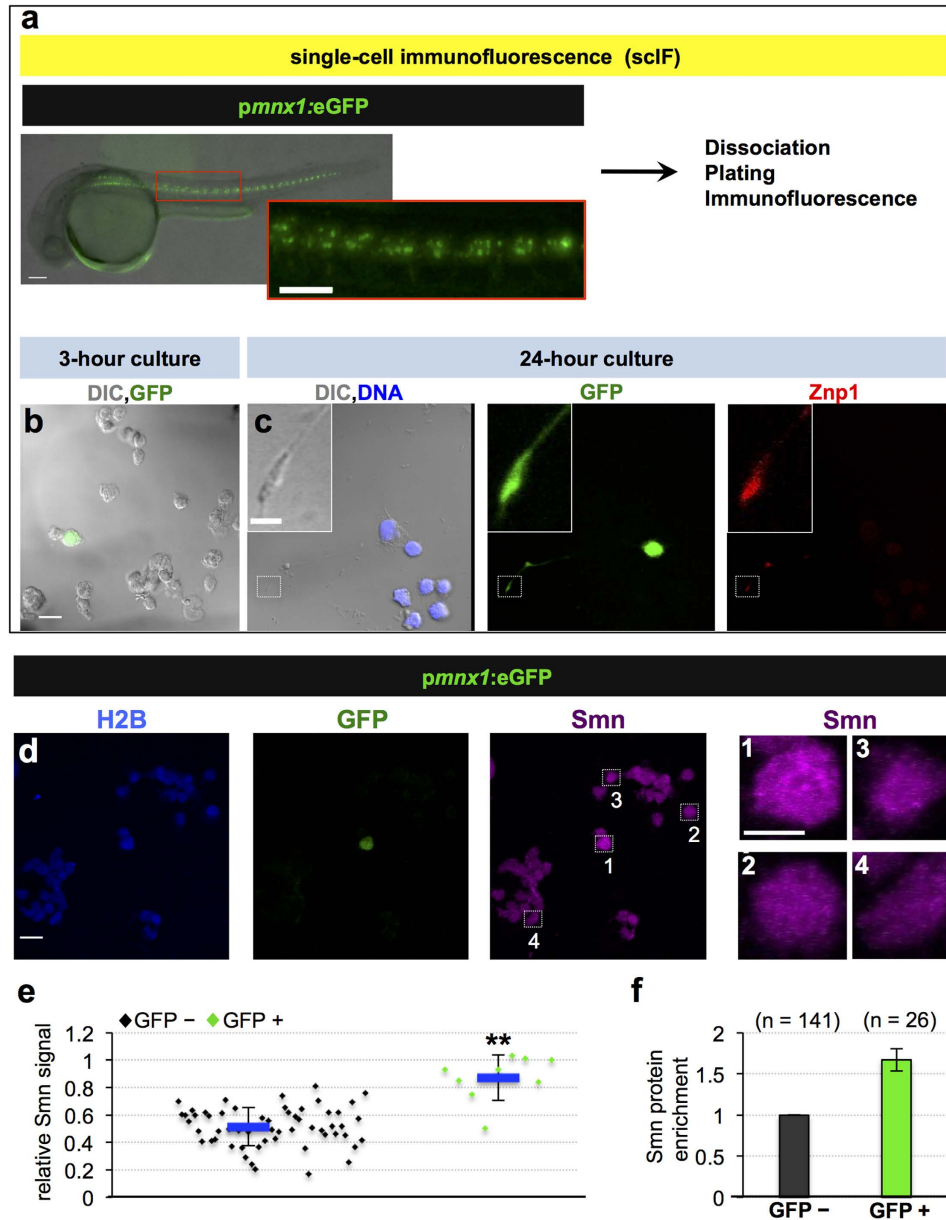 a
single-cell immunofluorescence (scIF)
pmnx1:eGFP
Dissociation
Plating
Immunofluorescence
3-hour culture
24-hour culture
DIC,GFP
DIC,DNA
GFP
Znp1
b
c
pmnx1:eGFP
H2B
GFP
Smn
Smn
d
3
2
1
4
1
3
2
4
e
GFP − GFP +
**
relative Smn signal
1.2
1
0.8
0.6
0.4
0.2
0
f
(n = 141) (n = 26)
Smn protein
enrichment
2
1.5
1
0.5
0
GFP − GFP +